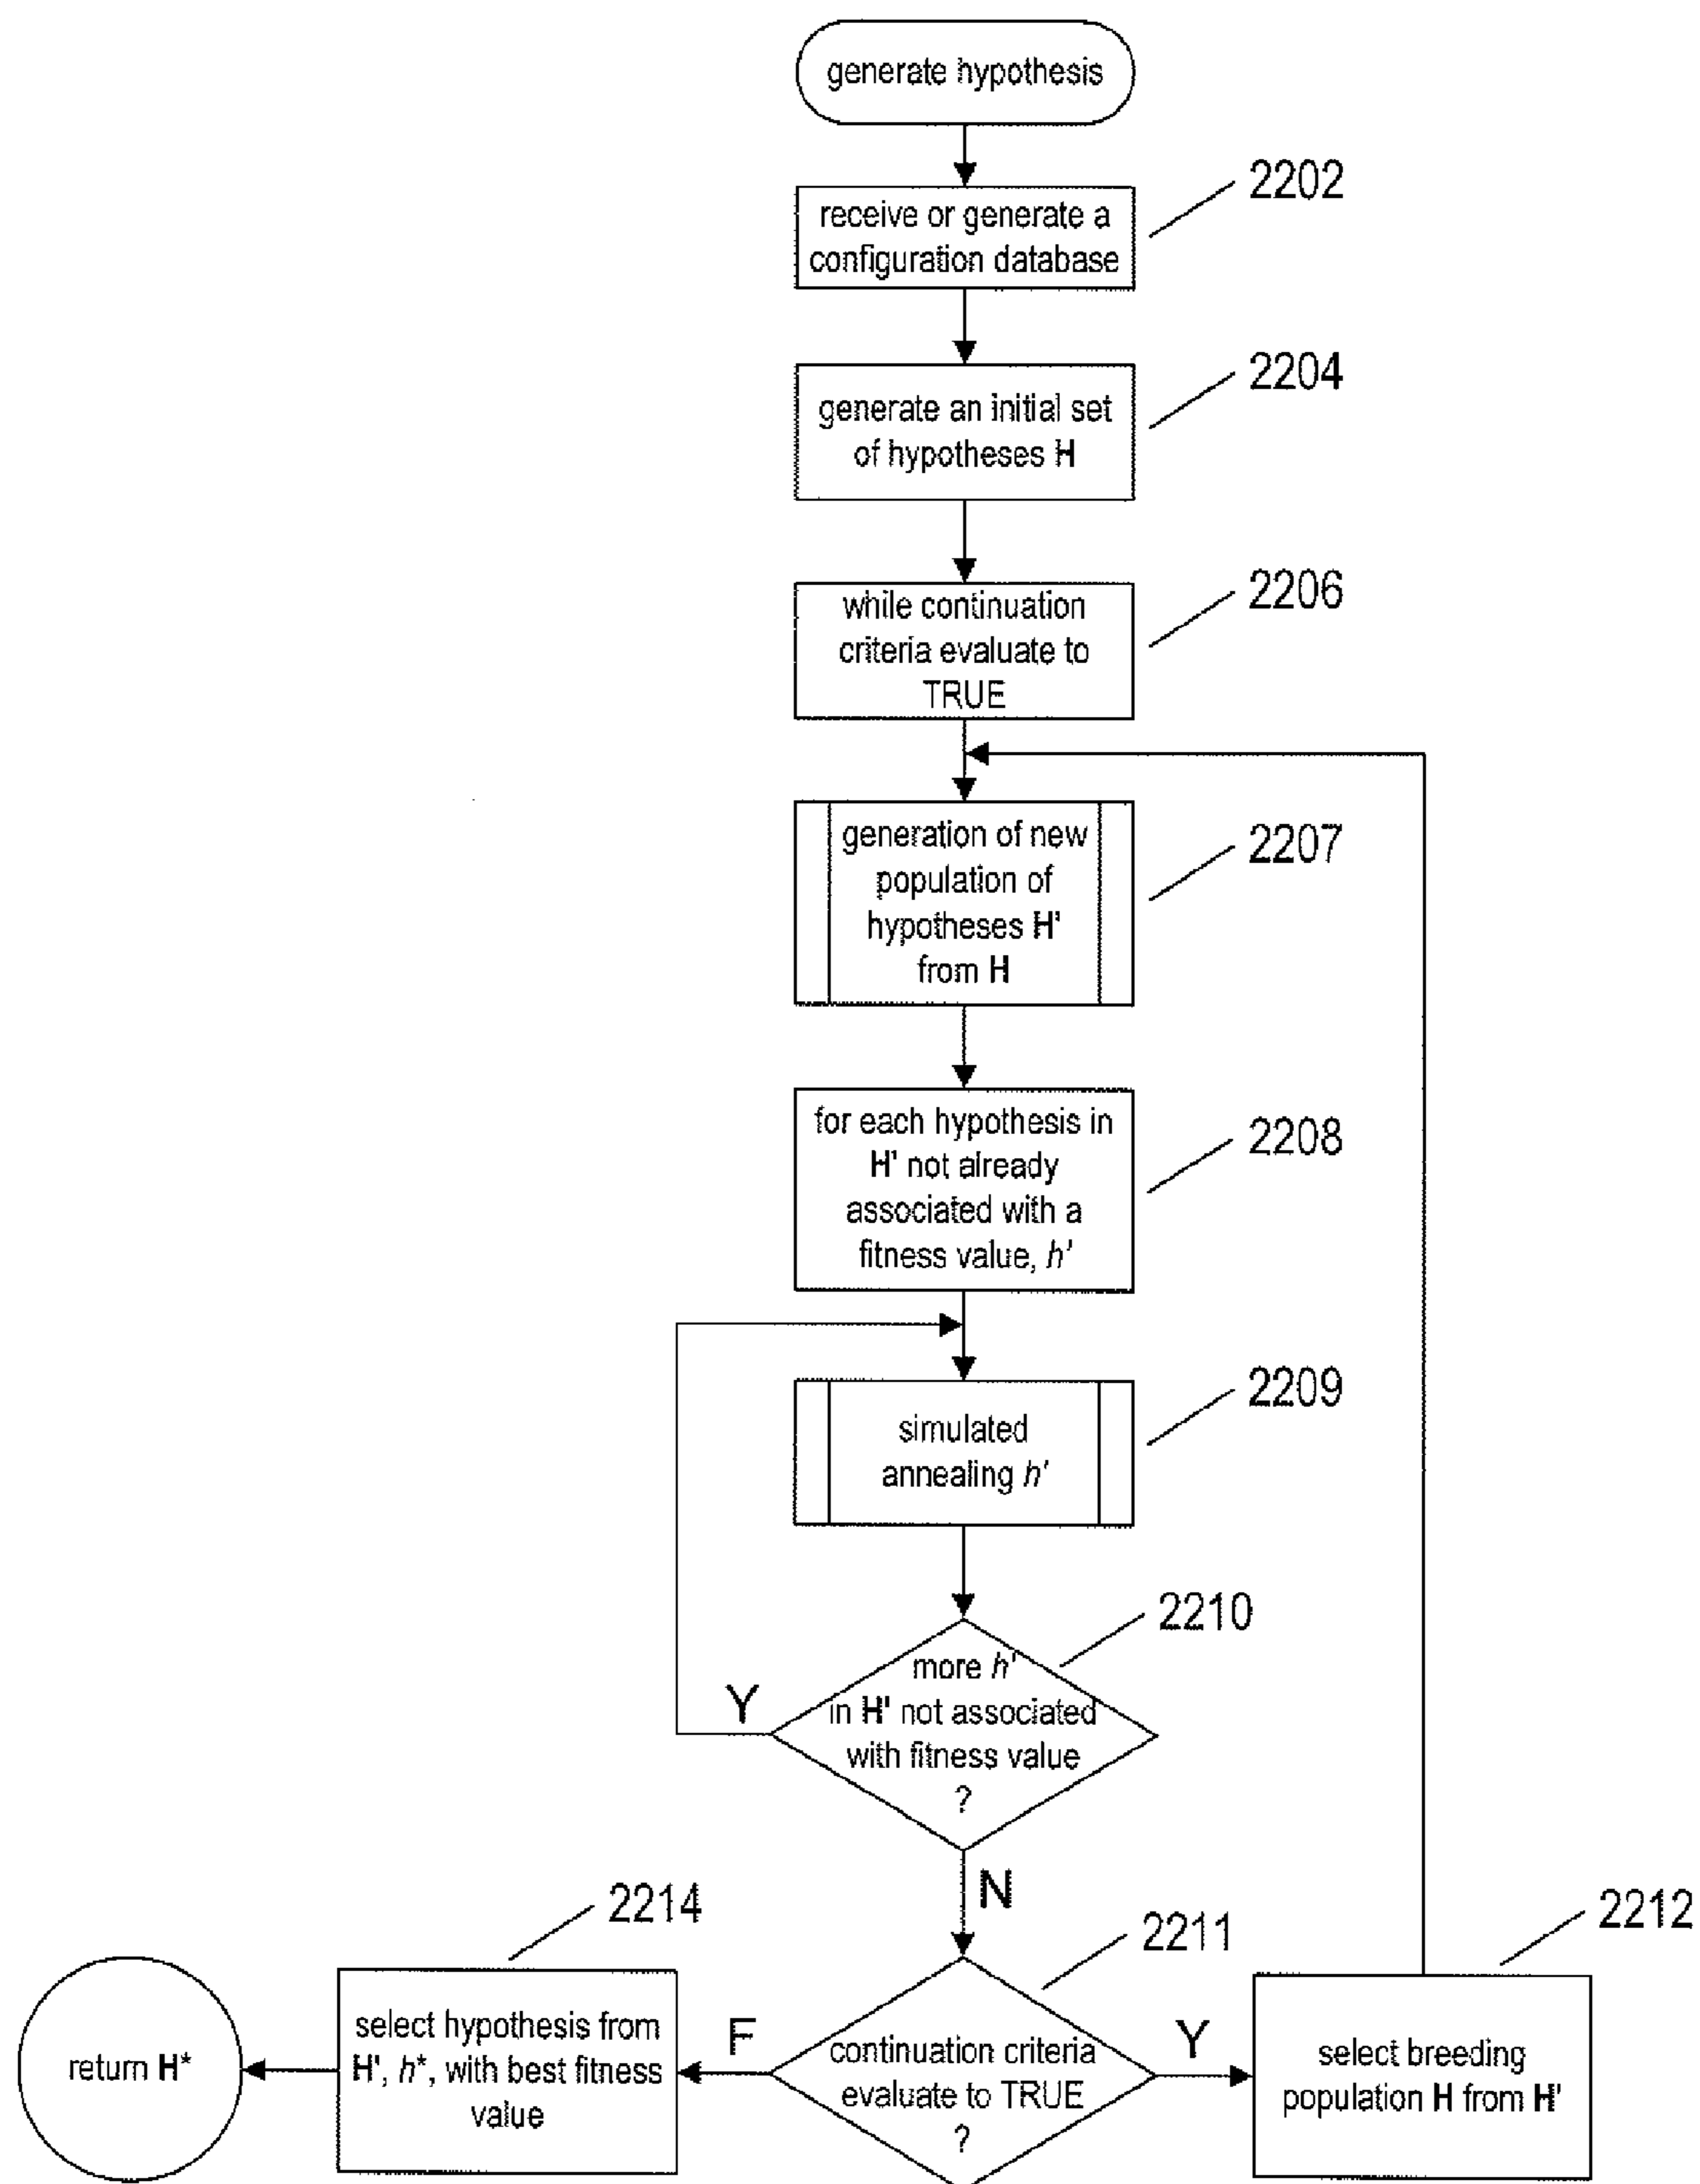 generate hypothesis
2202
receive or generate a
configuration database
2204
generate an initial set
of hypotheses H
2206
while continuation
criteria evaluate to
TRUE
2207
generation of new
population of
hypotheses H'
from H
2208
for each hypothesis in
H' not already
associated with a
fitness value, h'
2209
simulated
annealing h'
2210
more h'
in H' not associated
with fitness value
?
Y
N
2211
continuation criteria
evaluate to TRUE
?
F
Y
2214
select hypothesis from
H', h*, with best fitness
value
return H*
2212
select breeding
population H from H'